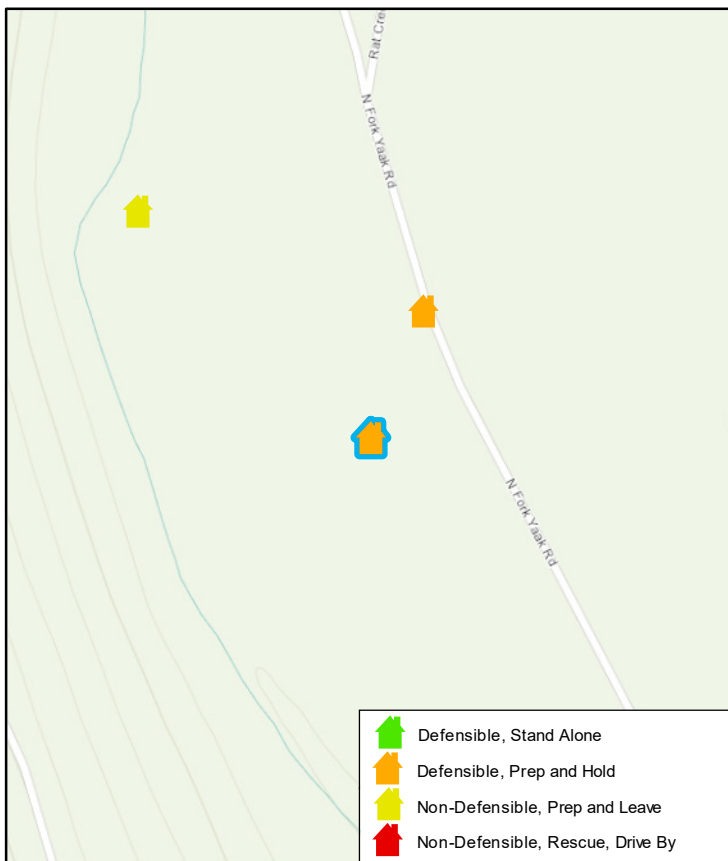 Rat Cre
N Fork Yaak Rd
N Fork Yaak Rd
Defensible, Stand Alone
Defensible, Prep and Hold
Non-Defensible, Prep and Leave
Non-Defensible, Rescue, Drive By